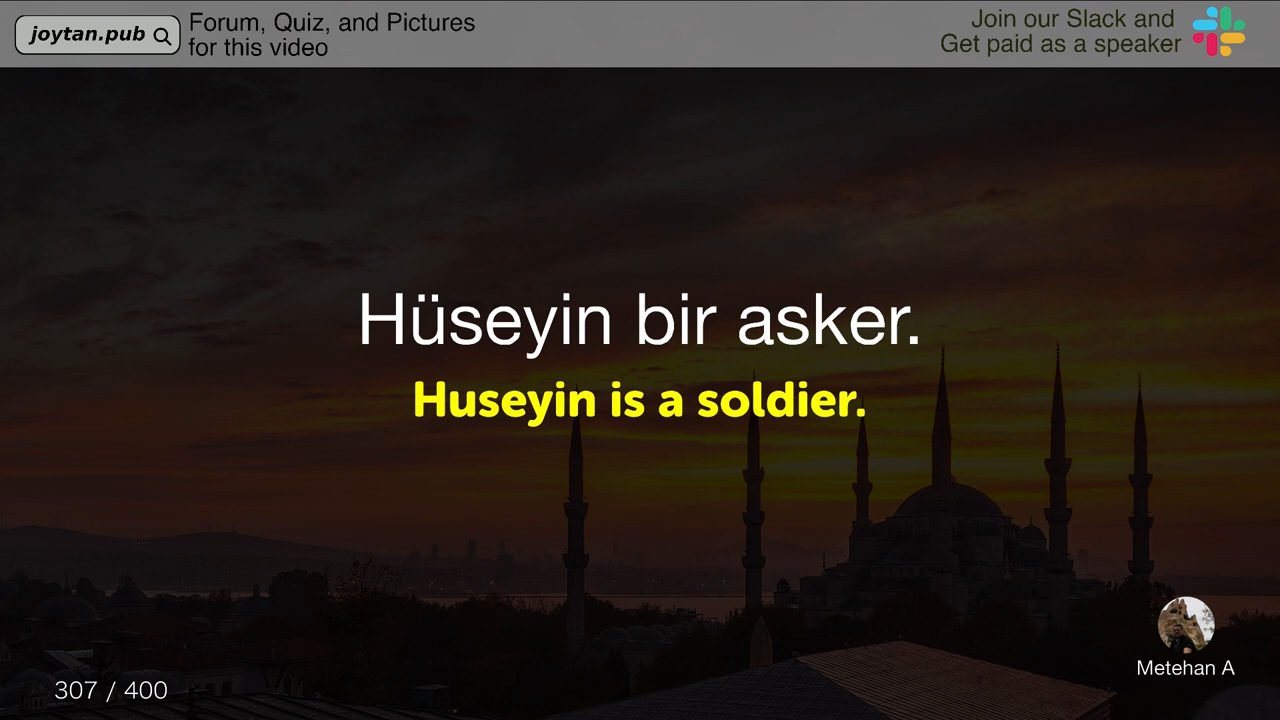 joytan.pub
Forum, Quiz, and Pictures
for this video
Join our Slack and
Get paid as a speaker
Hüseyin bir asker.
Huseyin is a soldier.
Metehan A
307 / 400